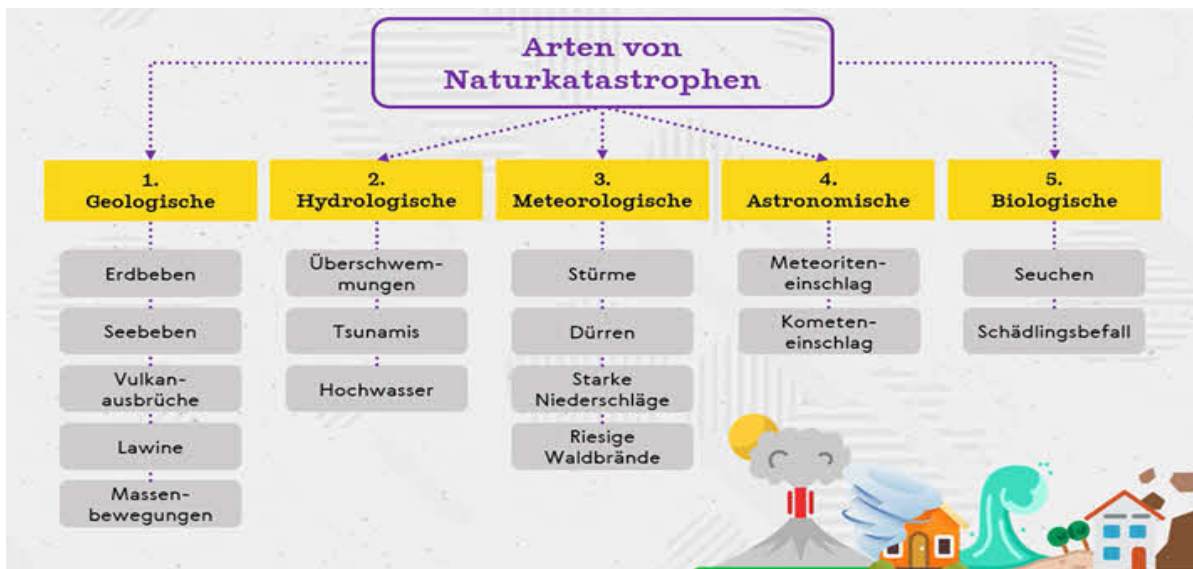 Arten von
Naturkatastrophen
1.
Geologische
Erdbeben
Seebeben
Vulkan-
ausbrüche
Lawine
Massen-
bewegungen
2.
Hydrologische
Überschwem-
mungen
Tsunamis
Hochwasser
3.
Meteorologische
Stürme
Dürren
Starke
Niederschläge
Riesige
Waldbrände
4.
Astronomische
Meteoriten-
einschlag
Kometen-
einschlag
5.
Biologische
Seuchen
Schädlingsbefall